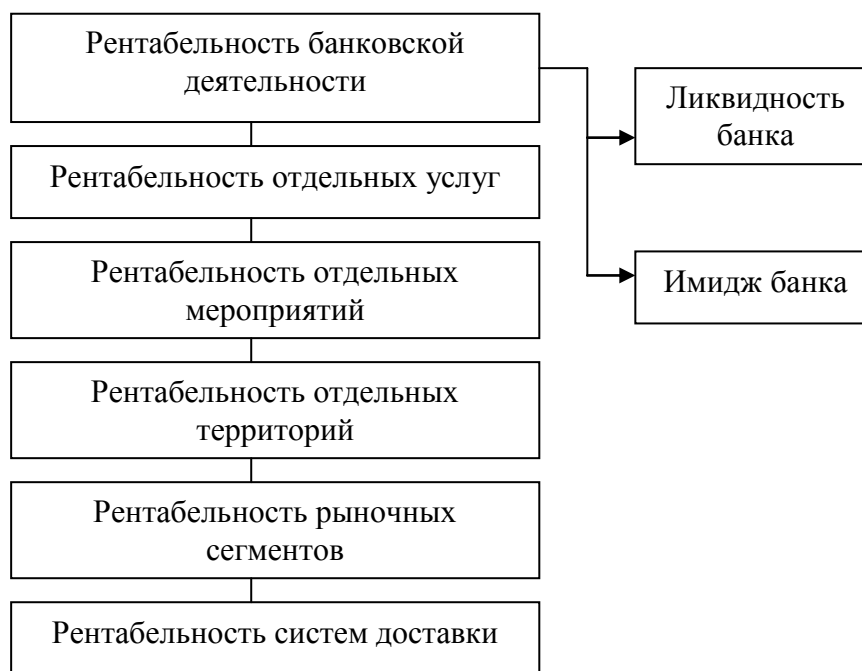 Рентабельность банковской
деятельности
Ликвидность
банка
Рентабельность отдельных услуг
Рентабельность отдельных
мероприятий
Имидж банка
Рентабельность отдельных
территорий
Рентабельность рыночных
сегментов
Рентабельность систем доставки